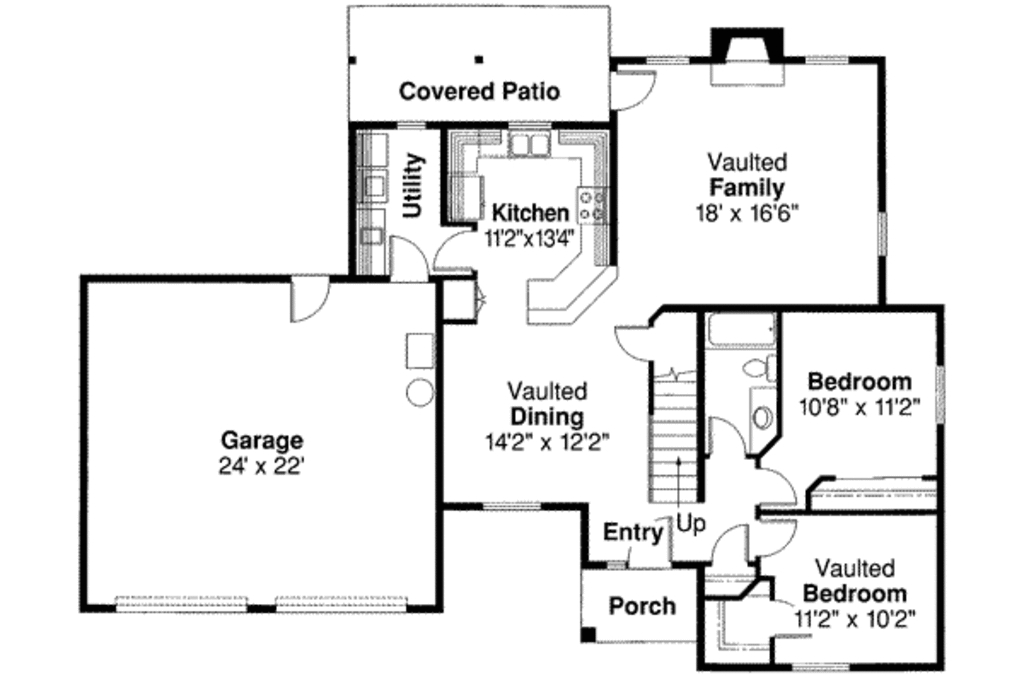 Covered Patio
Utility
Kitchen
11'2"x13'4"
Vaulted
Family
18' x 16'6"
Vaulted
Dining
14'2" x 12'2"
Bedroom
10'8" x 11'2"
Garage
24' x 22'
Entry
Up
Porch
Vaulted
Bedroom
11'2" x 10'2"